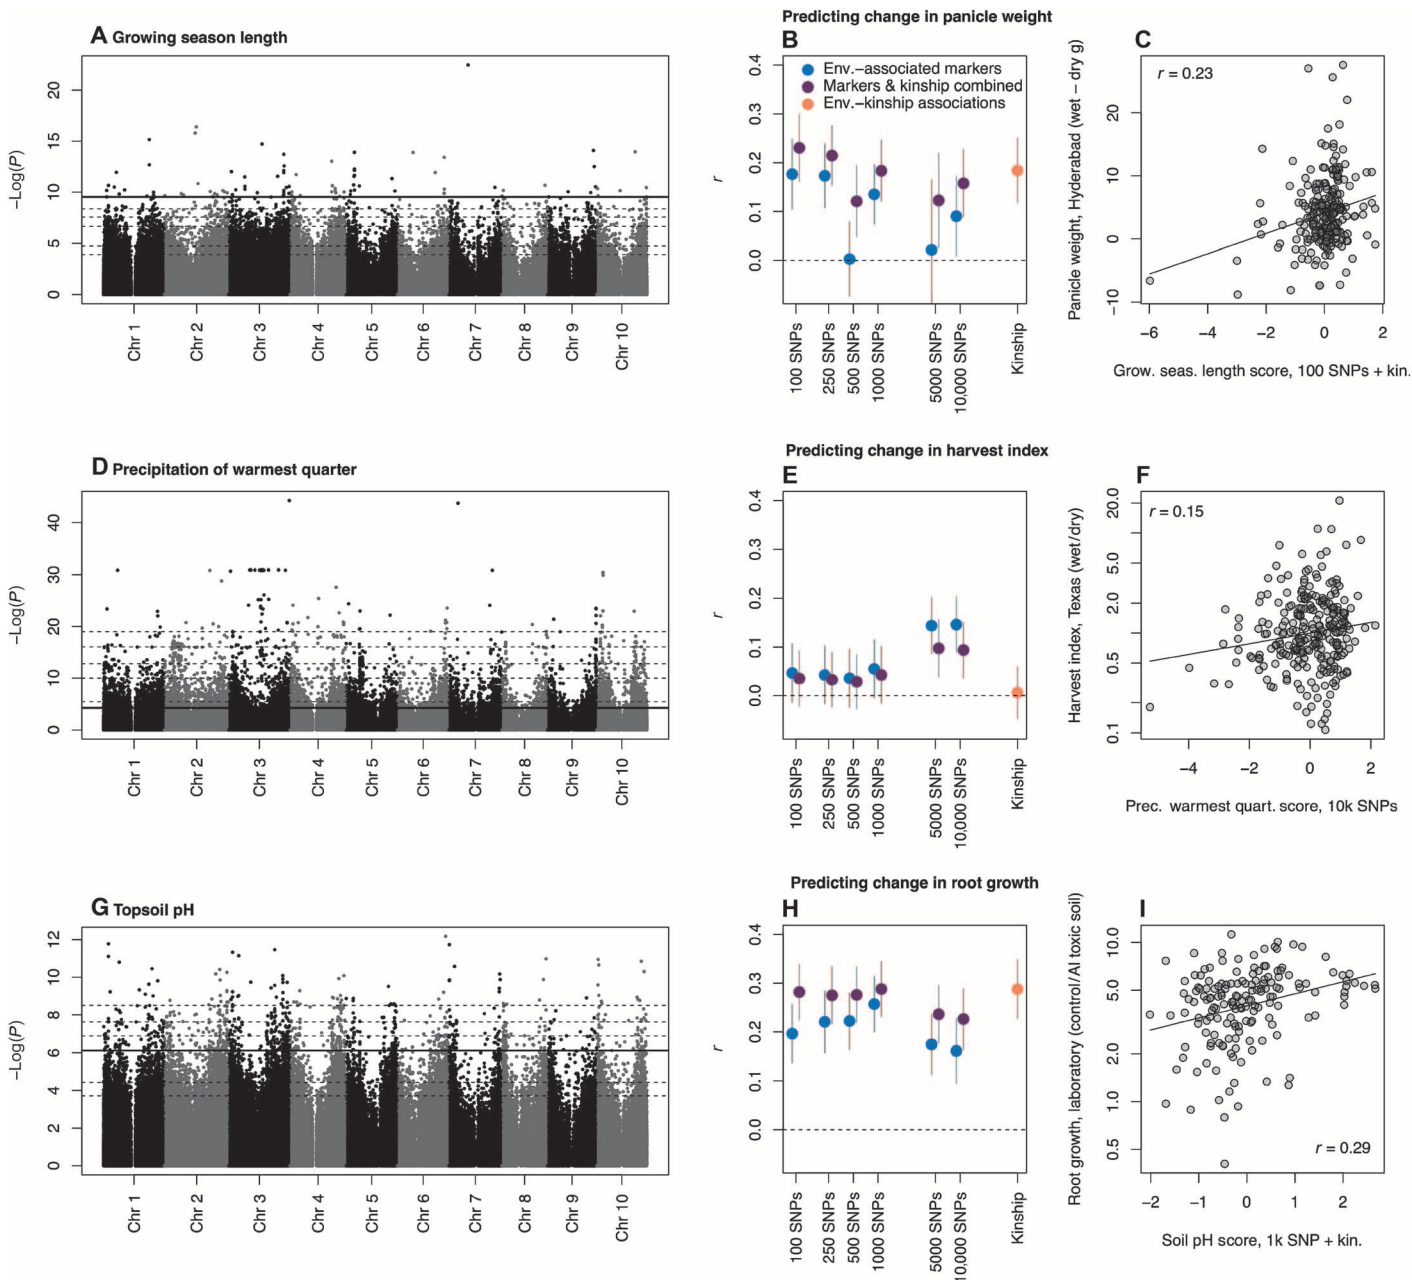 A Growing season length
−Log(P)
20
15
10
5
0
Chr 1
Chr 2
Chr 3
Chr 4
Chr 5
Chr 6
Chr 7
Chr 8
Chr 9
Chr 10
Predicting change in panicle weight
B
Env.–associated markers
Markers & kinship combined
Env.–kinship associations
r
0.4
0.3
0.2
0.1
0.0
100 SNPs
250 SNPs
500 SNPs
1000 SNPs
5000 SNPs
10,000 SNPs
Kinship
C
r = 0.23
Panicle weight, Hyderabad (wet − dry g)
20
10
0
−10
−6
−4
−2
0
2
Grow. seas. length score, 100 SNPs + kin.
D Precipitation of warmest quarter
−Log(P)
40
30
20
10
0
Chr 1
Chr 2
Chr 3
Chr 4
Chr 5
Chr 6
Chr 7
Chr 8
Chr 9
Chr 10
Predicting change in harvest index
E
r
0.4
0.3
0.2
0.1
0.0
100 SNPs
250 SNPs
500 SNPs
1000 SNPs
5000 SNPs
10,000 SNPs
Kinship
F
r = 0.15
Harvest index, Texas (wet/dry)
20.0
5.0
2.0
0.5
0.1
−4
−2
0
2
Prec. warmest quart. score, 10k SNPs
G Topsoil pH
−Log(P)
12
10
8
6
4
2
0
Chr 1
Chr 2
Chr 3
Chr 4
Chr 5
Chr 6
Chr 7
Chr 8
Chr 9
Chr 10
Predicting change in root growth
H
r
0.4
0.3
0.2
0.1
0.0
100 SNPs
250 SNPs
500 SNPs
1000 SNPs
5000 SNPs
10,000 SNPs
Kinship
I
Root growth, laboratory (control/Al toxic soil)
10.0
5.0
2.0
1.0
0.5
r = 0.29
−2
−1
0
1
2
Soil pH score, 1k SNP + kin.